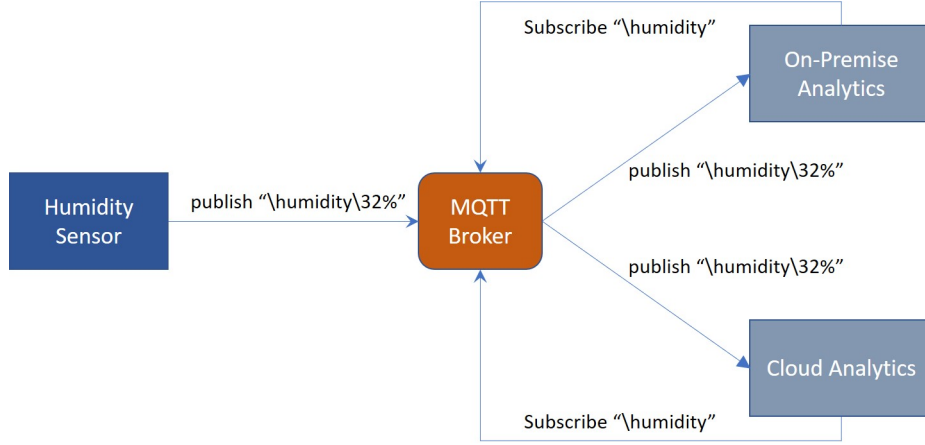 Subscribe “\humidity”
On-Premise
Analytics
publish “\humidity\32%”
Humidity
Sensor
publish “\humidity\32%”
MQTT
Broker
publish “\humidity\32%”
Cloud Analytics
Subscribe “\humidity”